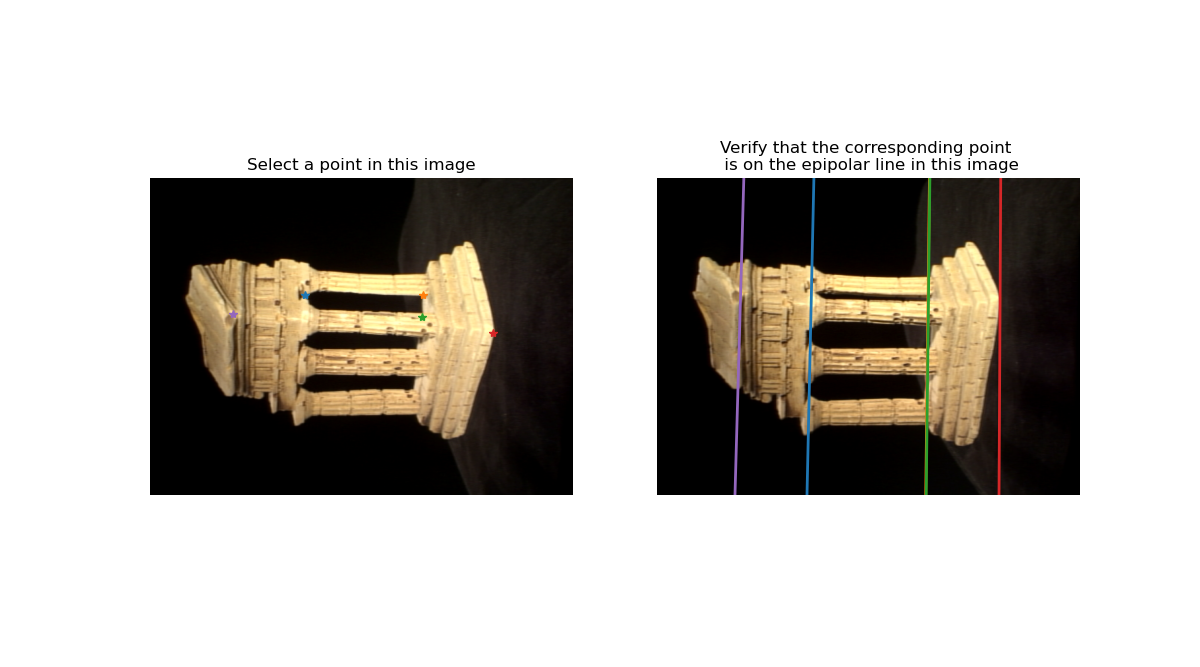 Select a point in this image
Verify that the corresponding point
is on the epipolar line in this image